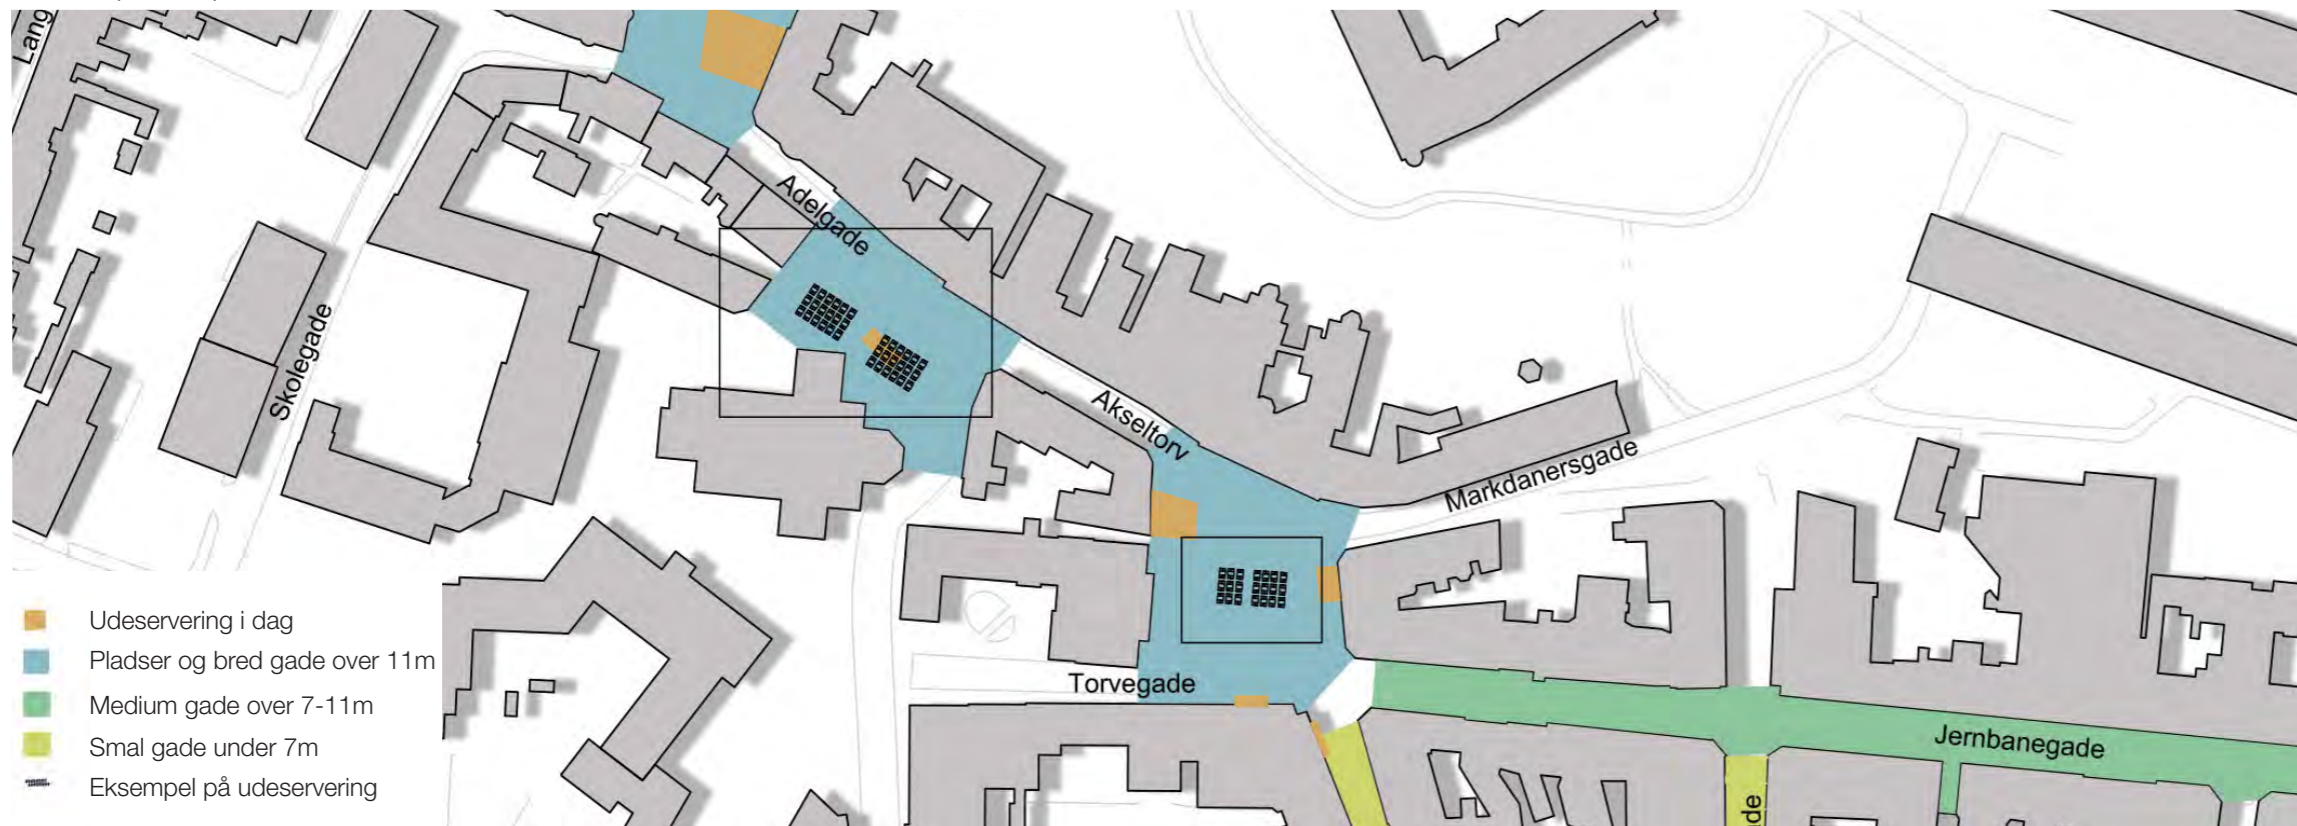 Lang
Adelgade
Skolegade
Akseltorv
Markdanersgade
Torvegade
Jernbanegade
Udeservering i dag
Pladser og bred gade over 11m
Medium gade over 7-11m
Smal gade under 7m
Eksempel på udeservering